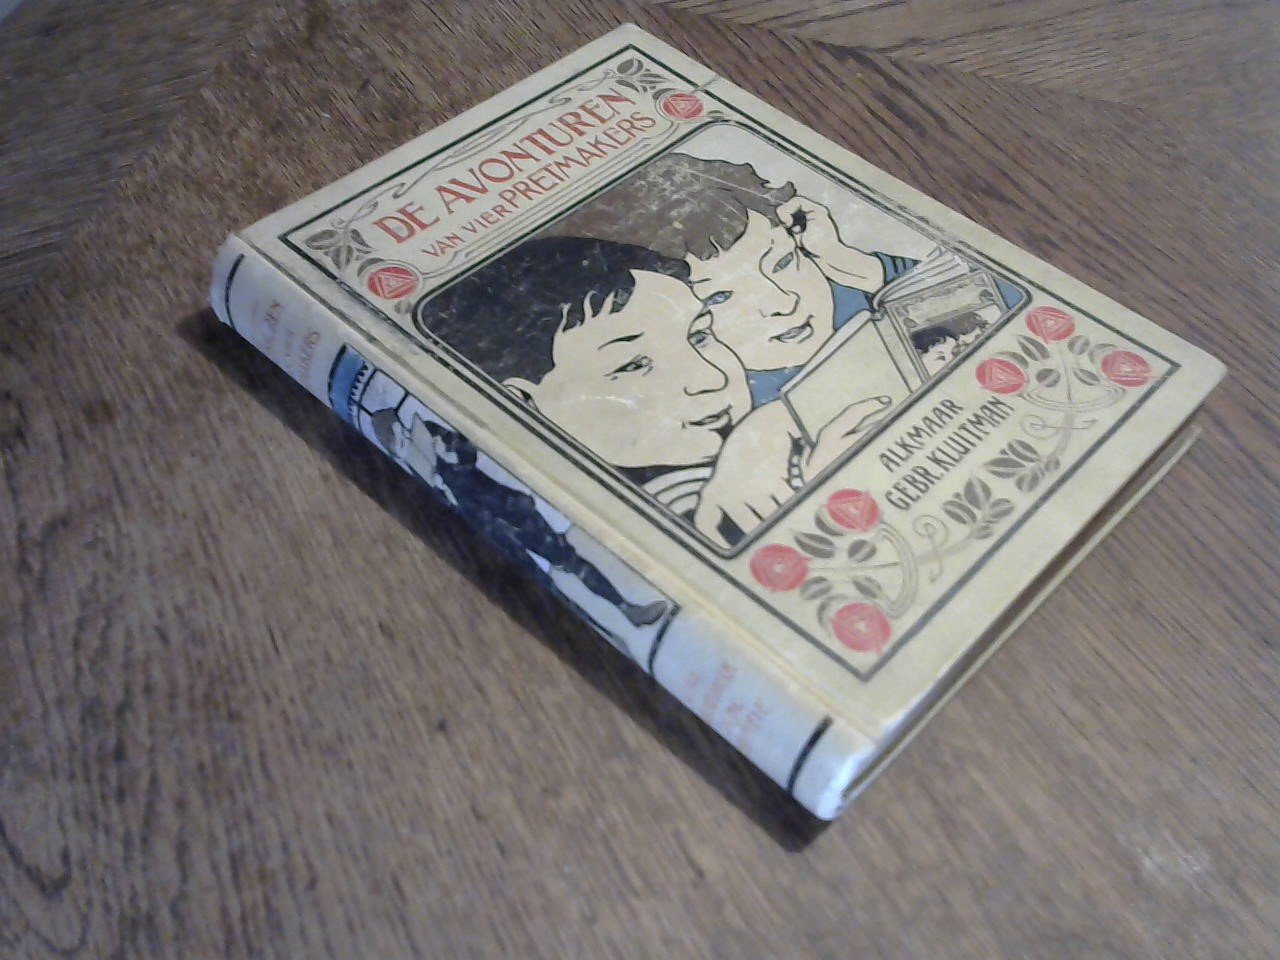 DE AVONTUREN
VAN VIER PRETMAKERS
ALKMAAR
GEBR. KLUITMAN